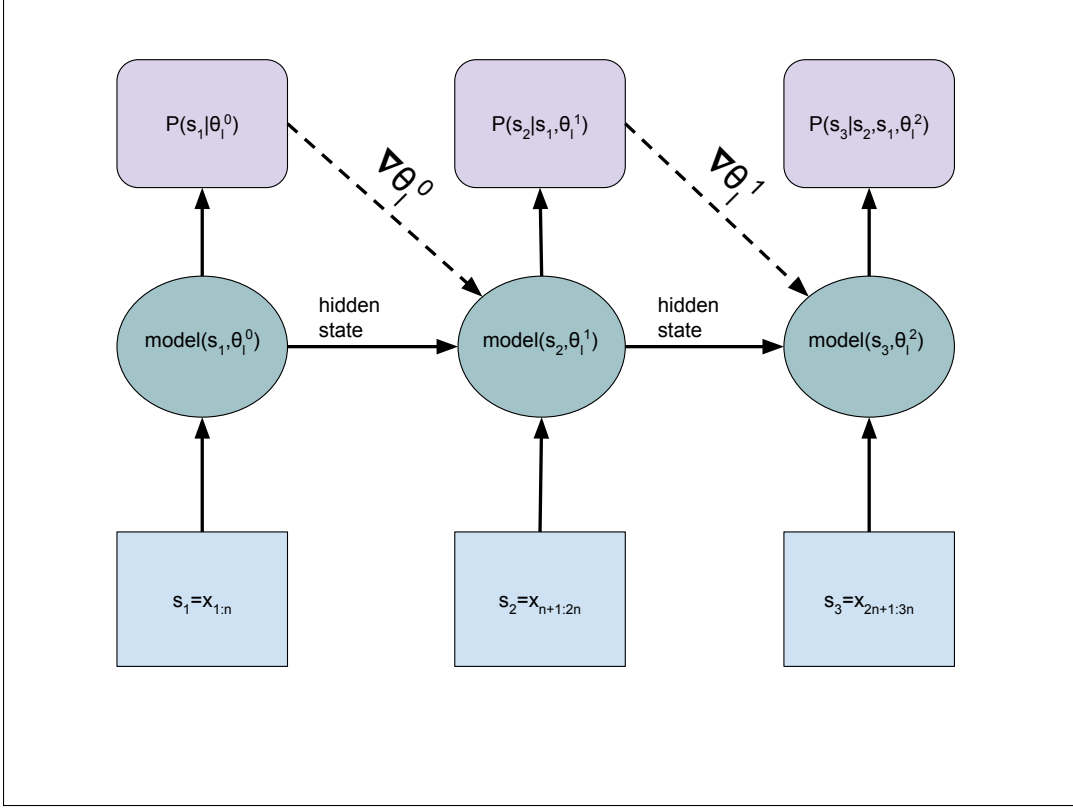 P(s₁|θₗ⁰)
P(s₂|s₁,θₗ¹)
P(s₃|s₂,s₁,θₗ²)
∇θₗ⁰
∇θₗ¹
hidden
state
hidden
state
model(s₁,θₗ⁰)
model(s₂,θₗ¹)
model(s₃,θₗ²)
s₁=x₁:ₙ
s₂=xₙ₊₁:₂ₙ
s₃=x₂ₙ₊₁:₃ₙ